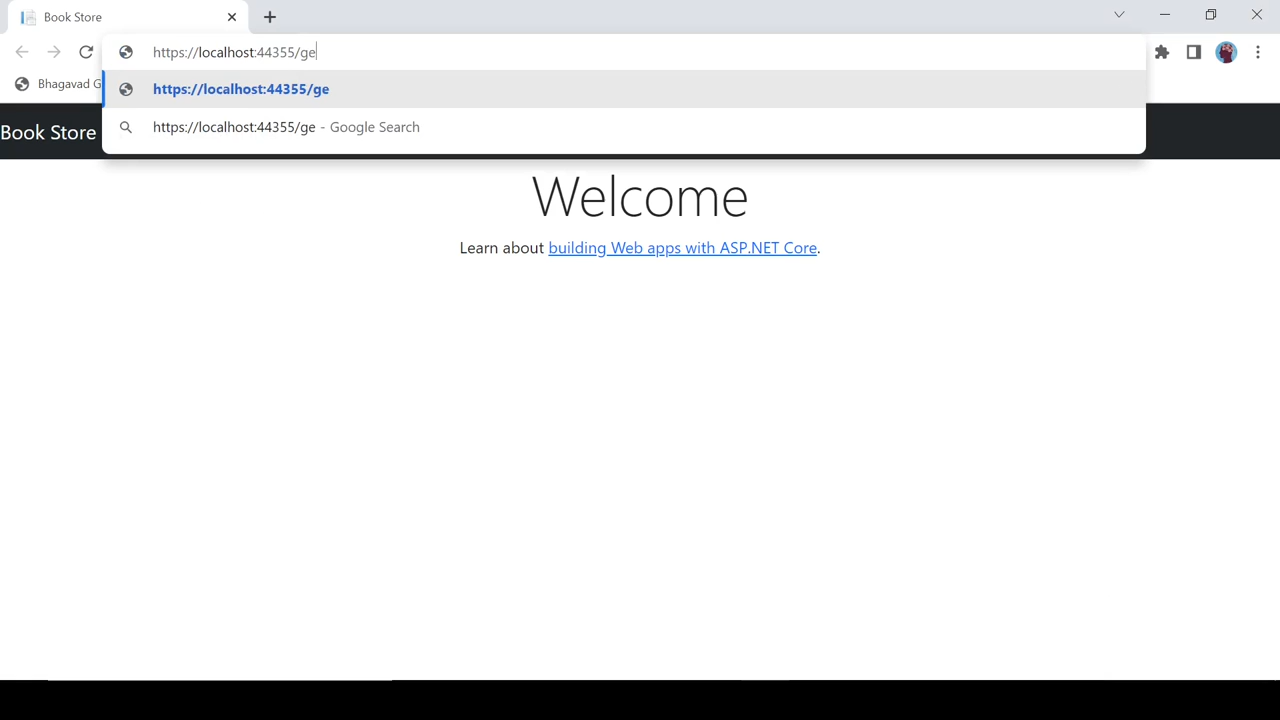 Book Store
https://localhost:44355/ge
Bhagavad G
https://localhost:44355/ge
https://localhost:44355/ge - Google Search
Book Store
Welcome
Learn about building Web apps with ASP.NET Core.